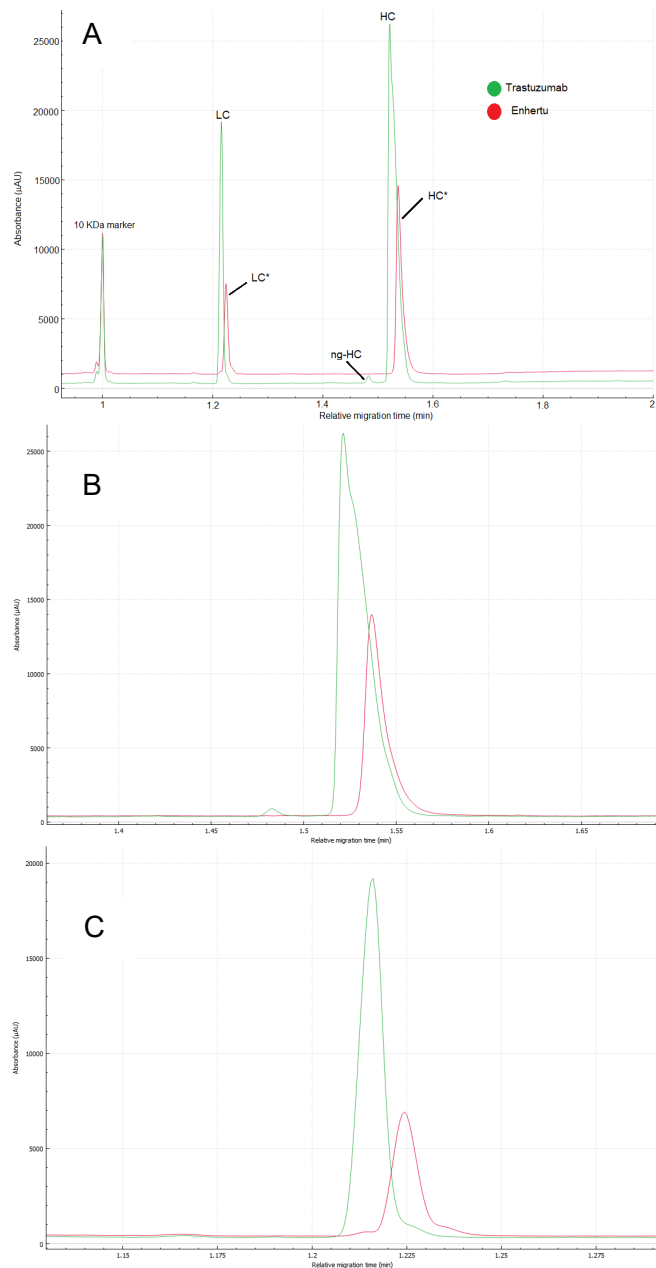 A
HC
25000
Trastuzumab
Enhertu
20000
LC
15000
HC*
Absorbance (µAU)
10 KDa marker
10000
LC*
5000
ng-HC
0
1
1.2
1.4
1.6
1.8
2
Relative migration time (min)
B
25000
20000
15000
Absorbance (µAU)
10000
5000
0
1.4
1.45
1.5
1.55
1.6
1.65
Relative migration time (min)
C
20000
15000
Absorbance (µAU)
10000
5000
0
1.15
1.175
1.2
1.225
1.25
1.275
Relative migration time (min)